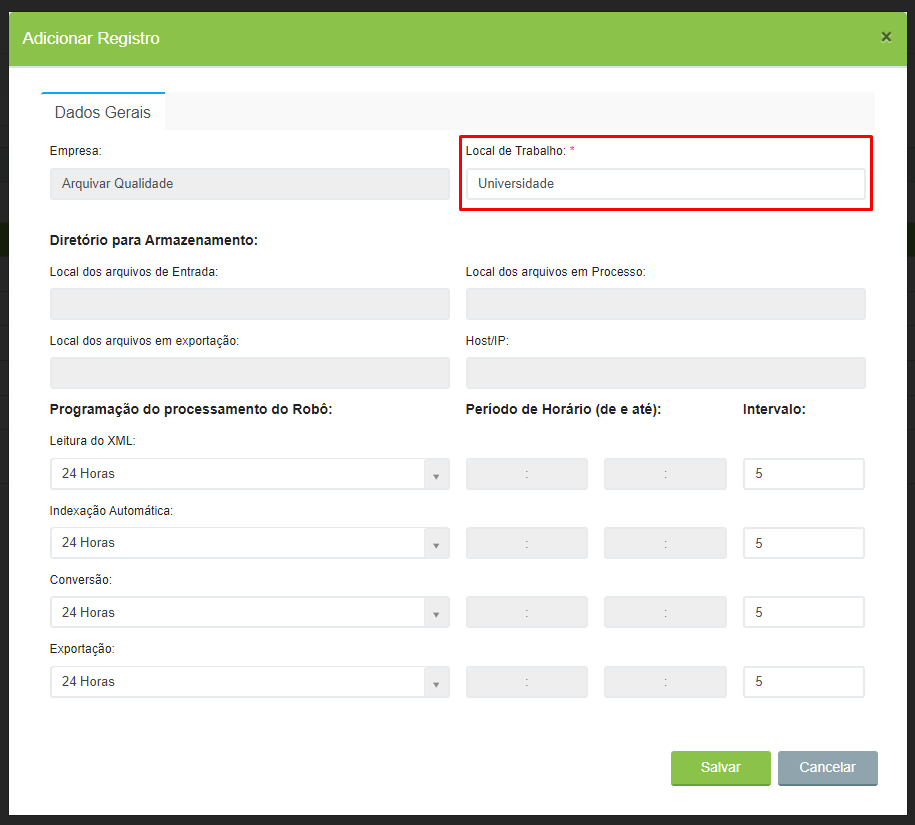 Adicionar Registro ×
Dados Gerais
Empresa: Local de Trabalho: *
Arquivar Qualidade Universidade
Diretório para Armazenamento:
Local dos arquivos de Entrada: Local dos arquivos em Processo:
Local dos arquivos em exportação: Host/IP:
Programação do processamento do Robô: Período de Horário (de e até): Intervalo:
Leitura do XML:
24 Horas : : 5
Indexação Automática:
24 Horas : : 5
Conversão:
24 Horas : : 5
Exportação:
24 Horas : : 5
Salvar Cancelar